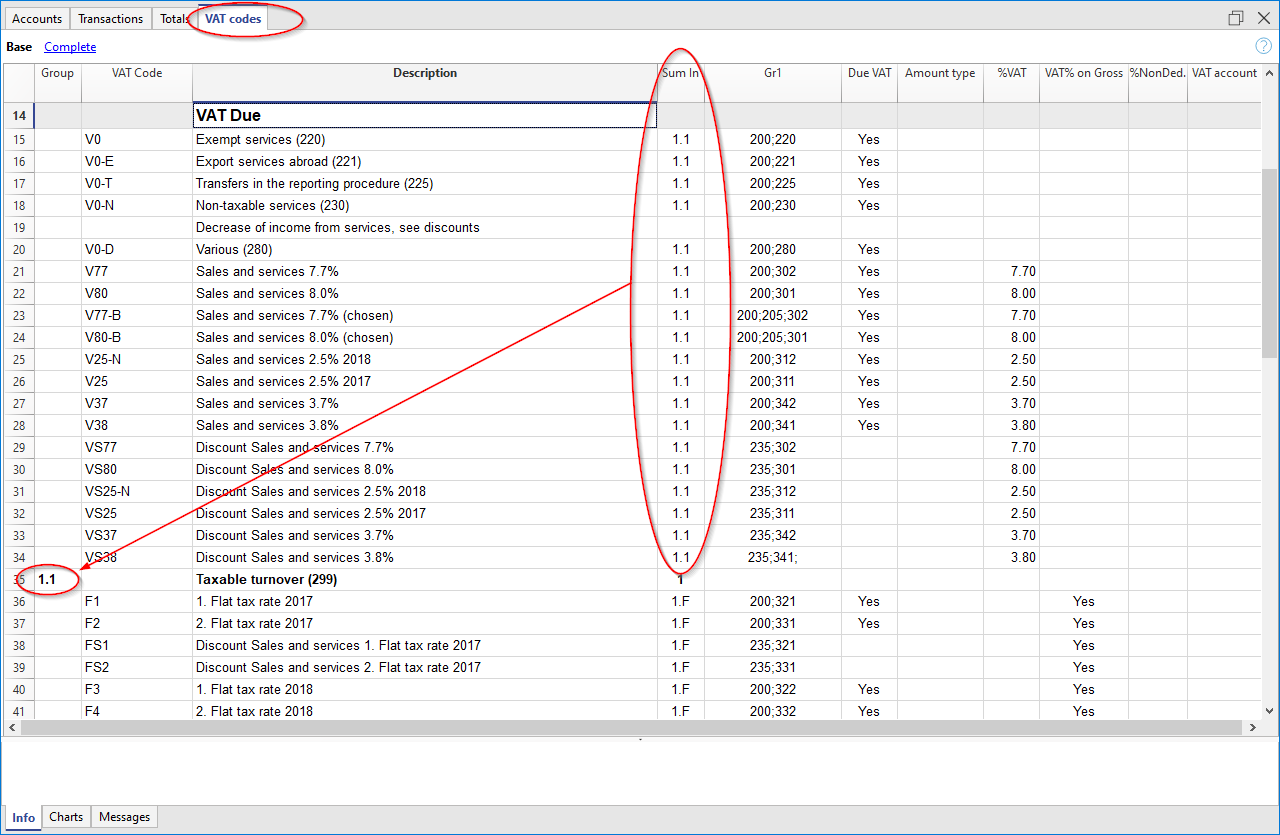 Accounts Transactions Totals VAT codes
Base Complete
Group VAT Code Description Sum In Gr1 Due VAT Amount type %VAT VAT% on Gross %NonDed. VAT account
14 VAT Due
15 V0 Exempt services (220) 1.1 200;220 Yes
16 V0-E Export services abroad (221) 1.1 200;221 Yes
17 V0-T Transfers in the reporting procedure (225) 1.1 200;225 Yes
18 V0-N Non-taxable services (230) 1.1 200;230 Yes
19 Decrease of income from services, see discounts
20 V0-D Various (280) 1.1 200;280 Yes
21 V77 Sales and services 7.7% 1.1 200;302 Yes 7.70
22 V80 Sales and services 8.0% 1.1 200;301 Yes 8.00
23 V77-B Sales and services 7.7% (chosen) 1.1 200;205;302 Yes 7.70
24 V80-B Sales and services 8.0% (chosen) 1.1 200;205;301 Yes 8.00
25 V25-N Sales and services 2.5% 2018 1.1 200;312 Yes 2.50
26 V25 Sales and services 2.5% 2017 1.1 200;311 Yes 2.50
27 V37 Sales and services 3.7% 1.1 200;342 Yes 3.70
28 V38 Sales and services 3.8% 1.1 200;341 Yes 3.80
29 VS77 Discount Sales and services 7.7% 1.1 235;302 7.70
30 VS80 Discount Sales and services 8.0% 1.1 235;301 8.00
31 VS25-N Discount Sales and services 2.5% 2018 1.1 235;312 2.50
32 VS25 Discount Sales and services 2.5% 2017 1.1 235;311 2.50
33 VS37 Discount Sales and services 3.7% 1.1 235;342 3.70
34 VS38 Discount Sales and services 3.8% 1.1 235;341; 3.80
35 1.1 Taxable turnover (299) 1
36 F1 1. Flat tax rate 2017 1.F 200;321 Yes Yes
37 F2 2. Flat tax rate 2017 1.F 200;331 Yes Yes
38 FS1 Discount Sales and services 1. Flat tax rate 2017 1.F 235;321 Yes
39 FS2 Discount Sales and services 2. Flat tax rate 2017 1.F 235;331 Yes
40 F3 1. Flat tax rate 2018 1.F 200;322 Yes Yes
41 F4 2. Flat tax rate 2018 1.F 200;332 Yes Yes
Info Charts Messages